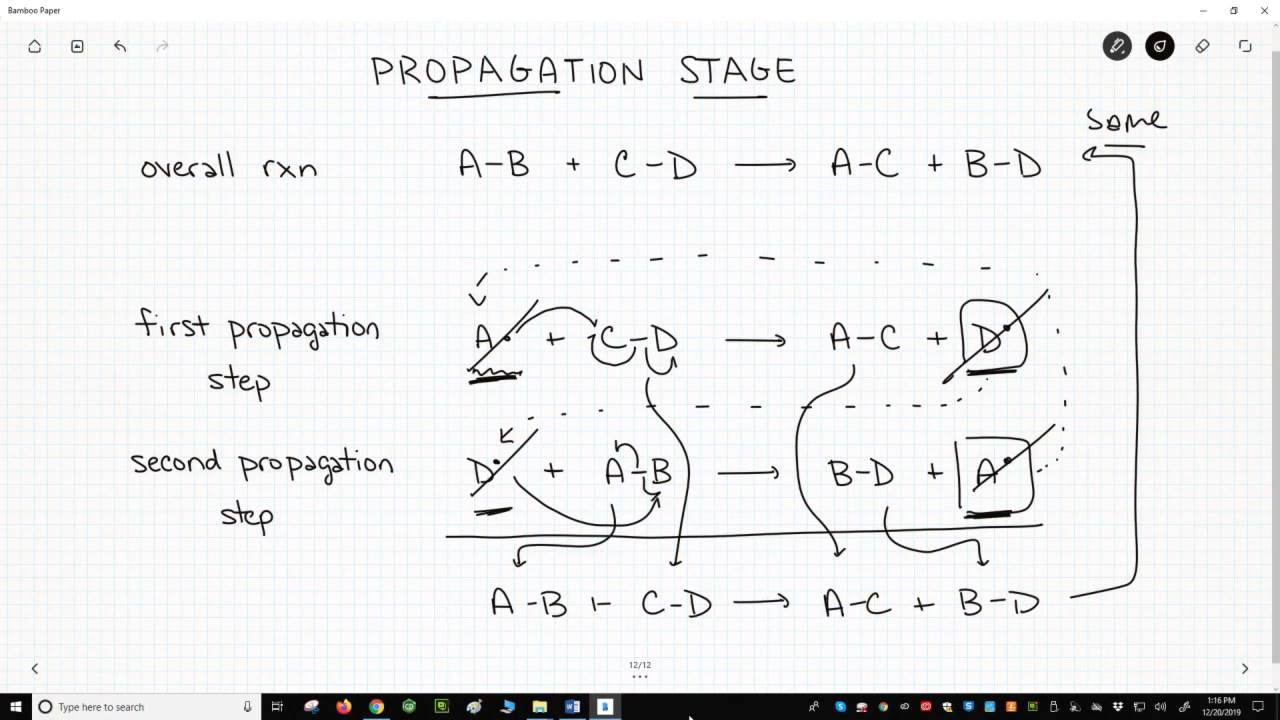 Bamboo Paper
PROPAGATION STAGE
same
overall rxn A-B + C-D → A-C + B-D
first propagation step A• + C-D → A-C + D•
second propagation step D• + A-B → B-D + A•
A-B + C-D → A-C + B-D
12/12
Type here to search
1:16 PM
12/20/2019